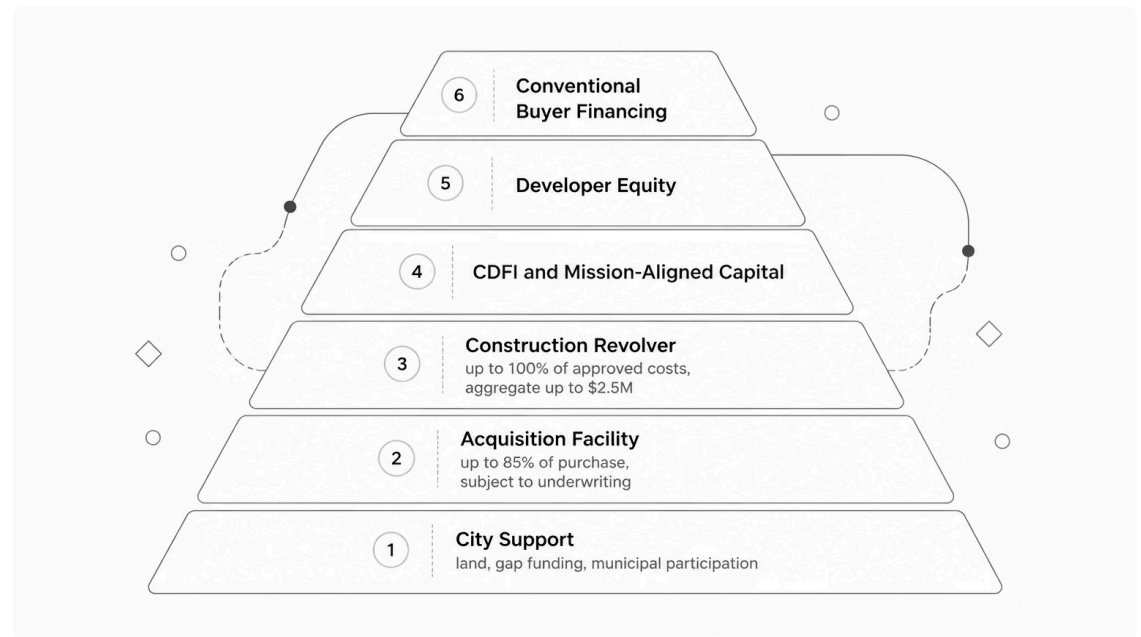 6
Conventional
Buyer Financing
5
Developer Equity
4
CDFI and Mission-Aligned Capital
3
Construction Revolver
up to 100% of approved costs,
aggregate up to $2.5M
2
Acquisition Facility
up to 85% of purchase,
subject to underwriting
1
City Support
land, gap funding, municipal participation